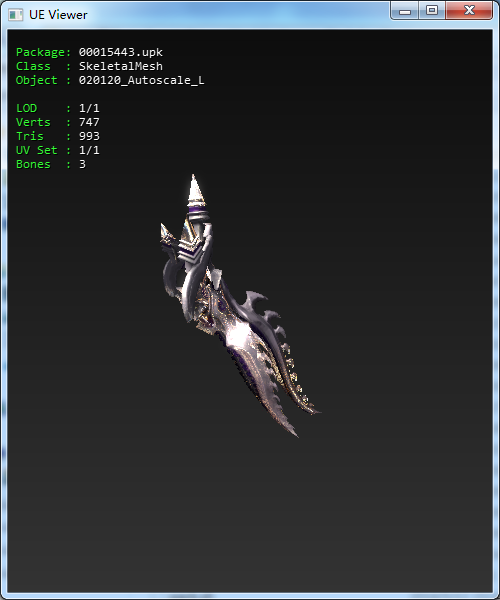 UE Viewer
Package: 00015443.upk
Class : SkeletalMesh
Object : 020120_Autoscale_L
LOD : 1/1
Verts : 747
Tris : 993
UV Set : 1/1
Bones : 3